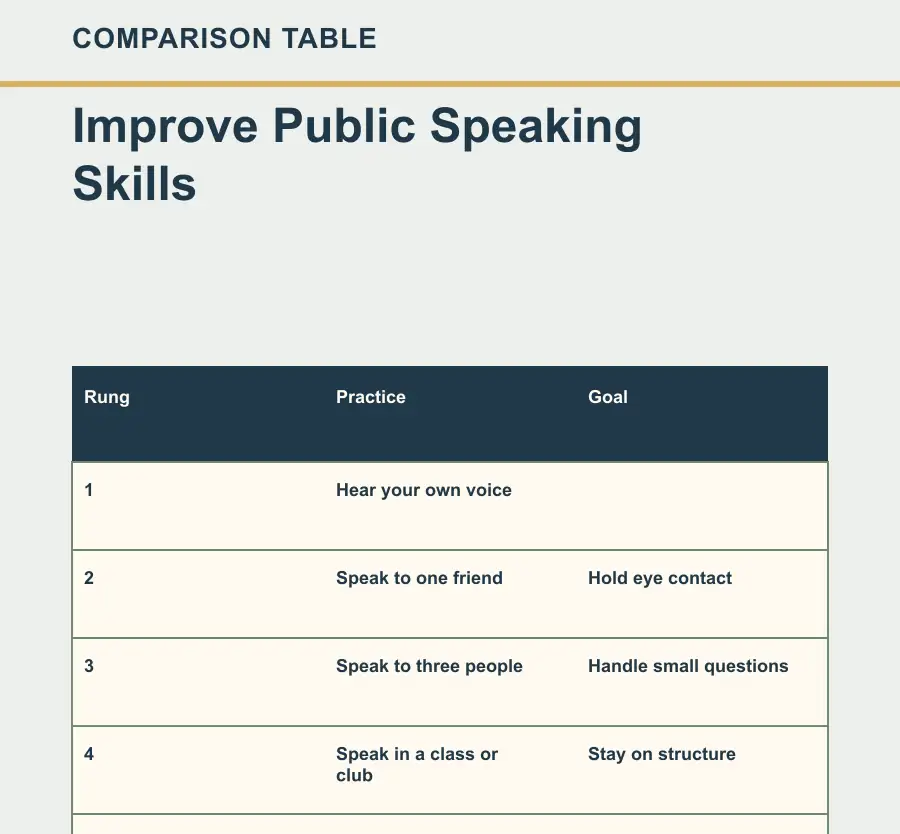 COMPARISON TABLE
Improve Public Speaking
Skills
Rung Practice Goal
1 Hear your own voice
2 Speak to one friend Hold eye contact
3 Speak to three people Handle small questions
4 Speak in a class or Stay on structure
club